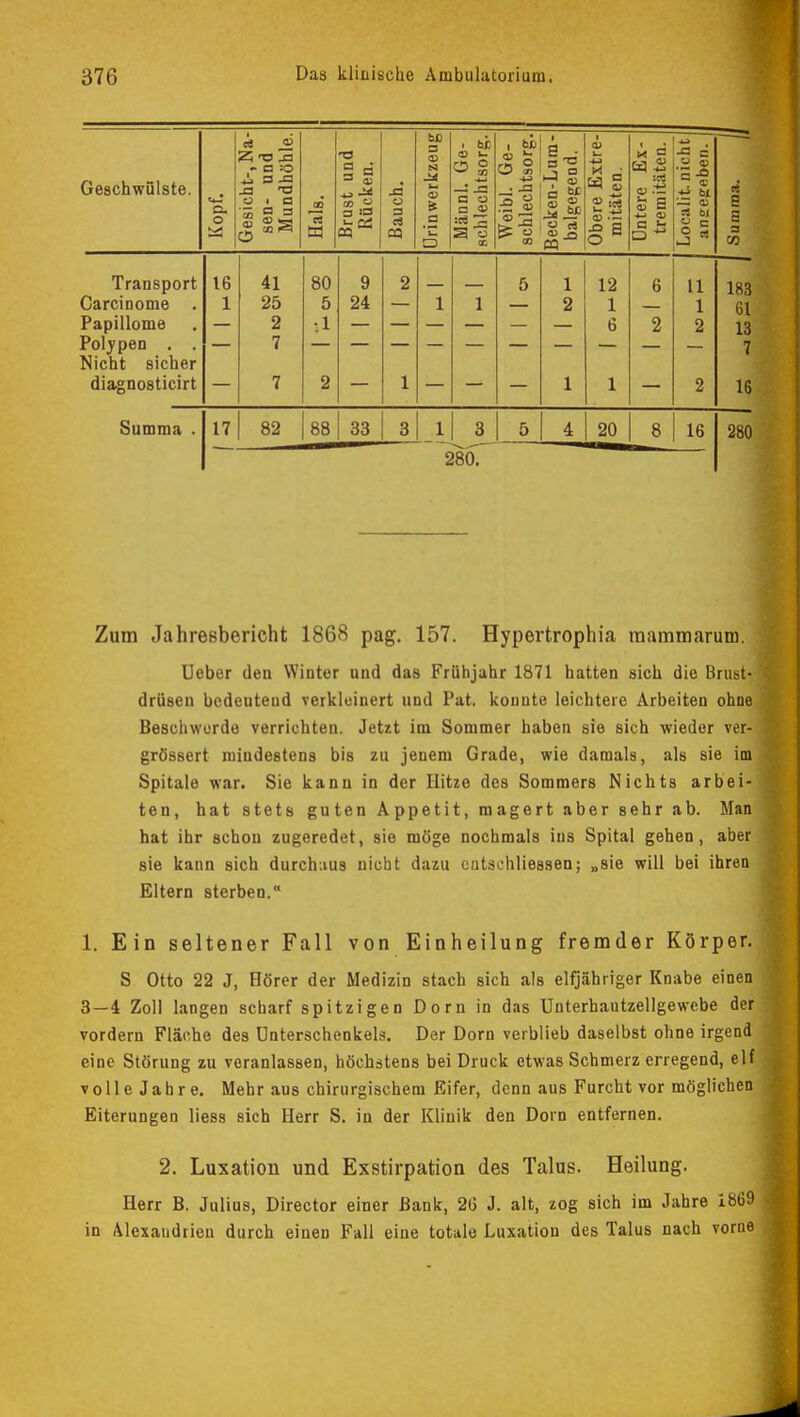 376 Das klinische Ambulatorium.
Geschwülste. | Kopf. | Gesicht-, Na- sen- und Mundhöhle. | Hals. | Brust und Rücken. | Bauch. | Urinwerkzeug | Männl. Ge- schlechtsorg. | Weibl. Ge- schlechtsorg. | Becken-Lum- balgegend. | Obere Extre- mitäten. | Untere Ex- tremitäten. | Localit. nicht angegeben. | Summa.
Transport 16 41 80 9 2 — — 5 1 12 6 11 183
Carcinome . 1 25 5 24 — 1 1 — 2 1 — 1 61
Papillome . — 2 1 — — — — — — 6 2 2 13
Polypen . . — 7 — — — — — — — — — — 7
Nicht sicher
diagnosticirt — 7 2 — 1 — — — 1 1 — 2 16
Summa . 17 82 88 33 3 1 3 5 4 20 8 16 280
280.
Zum Jahresbericht 1868 pag. 157. Hypertrophia mammarum.
Ueber den Winter und das Frühjahr 1871 hatten sich die Brust-
drüsen bedeutend verkleinert und Pat. konnte leichtere Arbeiten ohne
Beschwerde verrichten. Jetzt im Sommer haben sie sich wieder ver-
grössert mindestens bis zu jenem Grade, wie damals, als sie im
Spitale war. Sie kann in der Hitze des Sommers Nichts arbei-
ten, hat stets guten Appetit, magert aber sehr ab. Man
hat ihr schon zugeredet, sie möge nochmals ins Spital gehen, aber
sie kann sich durchaus nicht dazu entschliessen; „sie will bei ihren
Eltern sterben.“
1. Ein seltener Fall von Einheilung fremder Körper.
S Otto 22 J, Hörer der Medizin stach sich als elfjähriger Knabe einen
3—4 Zoll langen scharf spitzigen Dorn in das Unterhautzellgewebe der
vordern Fläche des Unterschenkels. Der Dorn verblieb daselbst ohne irgend
eine Störung zu veranlassen, höchstens bei Druck etwas Schmerz erregend, elf
volle Jahre. Mehr aus chirurgischem Eifer, denn aus Furcht vor möglichen
Eiterungen liess sich Herr S. in der Klinik den Dorn entfernen.
2. Luxation und Exstirpation des Talus. Heilung.
Herr B. Julius, Director einer Bank, 26 J. alt, zog sich im Jahre 1869
in Alexandrien durch einen Fall eine totale Luxation des Talus nach vorne